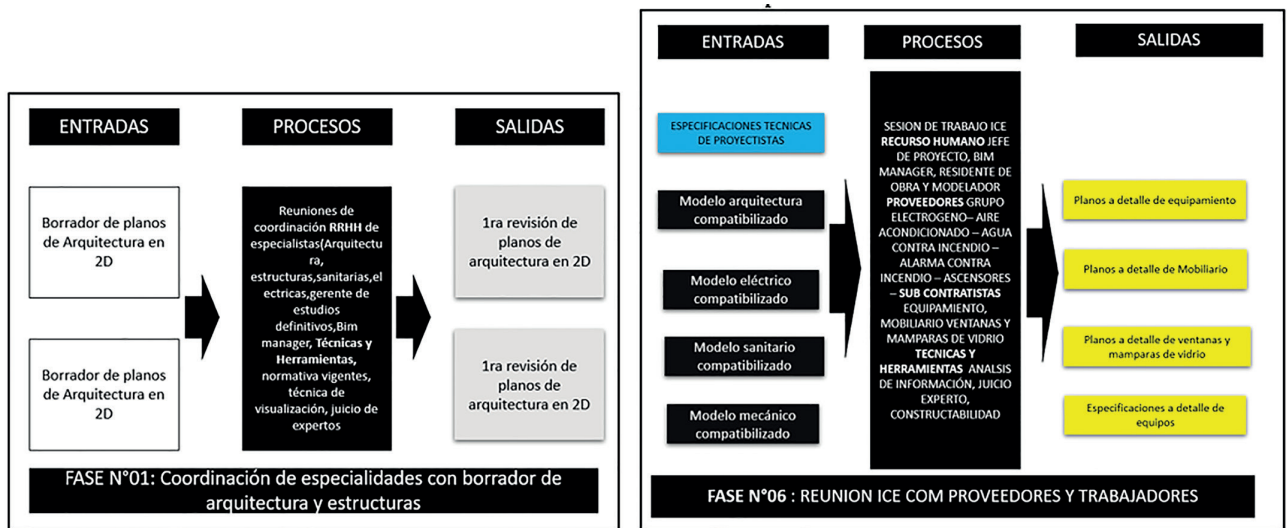 ENTRADAS
PROCESOS
SALIDAS
Borrador de planos
de Arquitectura en
2D
Borrador de planos
de Arquitectura en
2D
Reuniones de
coordinación RRHH de
especialistas(Arquitectu
ra,
estructuras,sanitarias,el
ectricas,gerente de
estudios
definitivos,Bim
manager, Técnicas y
Herramientas,
normativa vigentes,
técnica de
visualización, juicio de
expertos
1ra revisión de
planos de
arquitectura en 2D
1ra revisión de
planos de
arquitectura en 2D
FASE N°01: Coordinación de especialidades con borrador de
arquitectura y estructuras
ENTRADAS
PROCESOS
SALIDAS
ESPECIFICACIONES TECNICAS
DE PROYECTISTAS
Modelo arquitectura
compatibilizado
Modelo eléctrico
compatibilizado
Modelo sanitario
compatibilizado
Modelo mecánico
compatibilizado
SESION DE TRABAJO ICE
RECURSO HUMANO JEFE
DE PROYECTO, BIM
MANAGER, RESIDENTE DE
OBRA Y MODELADOR
PROVEEDORES GRUPO
ELECTROGENO– AIRE
ACONDICIONADO – AGUA
CONTRA INCENDIO –
ALARMA CONTRA
INCENDIO – ASCENSORES
– SUB CONTRATISTAS
EQUIPAMIENTO,
MOBILIARIO VENTANAS Y
MAMPARAS DE VIDRIO
TECNICAS Y
HERRAMIENTAS ANALSIS
DE INFORMACIÓN, JUICIO
EXPERTO,
CONSTRUCTABILIDAD
Planos a detalle de equipamiento
Planos a detalle de Mobiliario
Planos a detalle de ventanas y
mamparas de vidrio
Especificaciones a detalle de
equipos
FASE N°06 : REUNION ICE COM PROVEEDORES Y TRABAJADORES